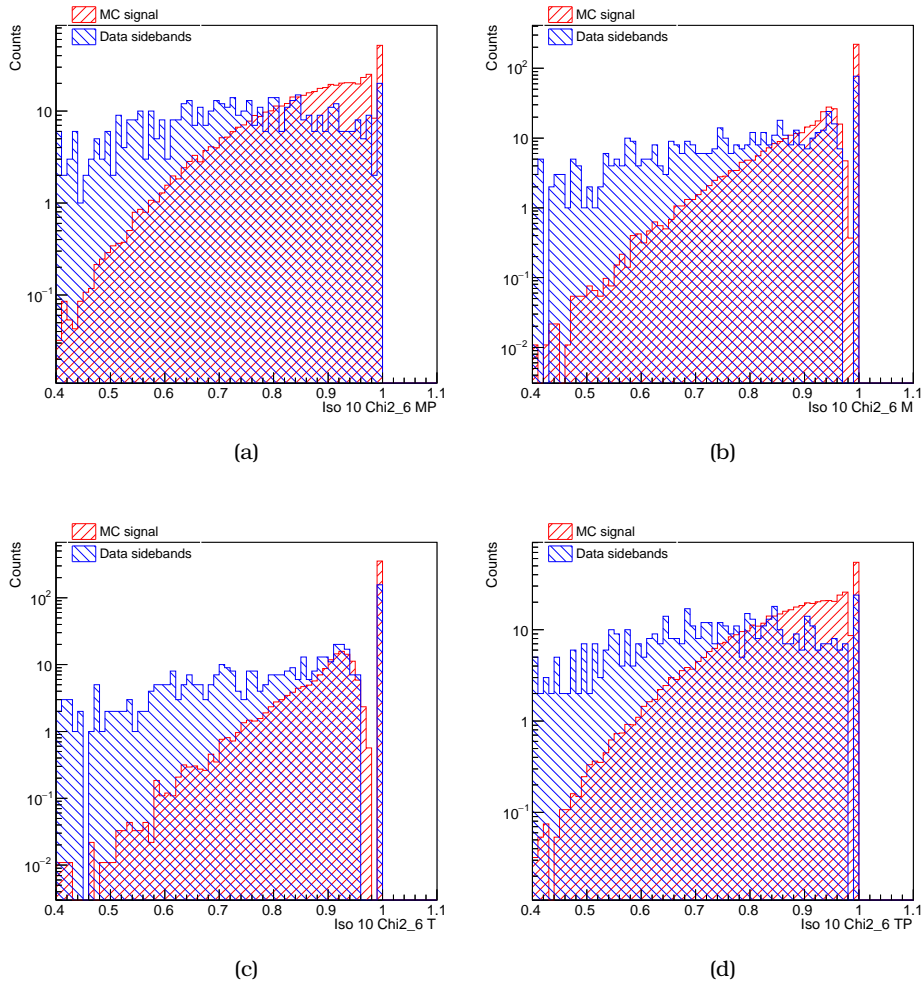 MC signal
Data sidebands
Counts
10
1
10⁻¹
0.4 0.5 0.6 0.7 0.8 0.9 1 1.1
Iso 10 Chi2_6 MP
(a)
MC signal
Data sidebands
Counts
10²
10
1
10⁻¹
10⁻²
0.4 0.5 0.6 0.7 0.8 0.9 1 1.1
Iso 10 Chi2_6 M
(b)
MC signal
Data sidebands
Counts
10²
10
1
10⁻¹
10⁻²
0.4 0.5 0.6 0.7 0.8 0.9 1 1.1
Iso 10 Chi2_6 T
(c)
MC signal
Data sidebands
Counts
10
1
10⁻¹
0.4 0.5 0.6 0.7 0.8 0.9 1 1.1
Iso 10 Chi2_6 TP
(d)